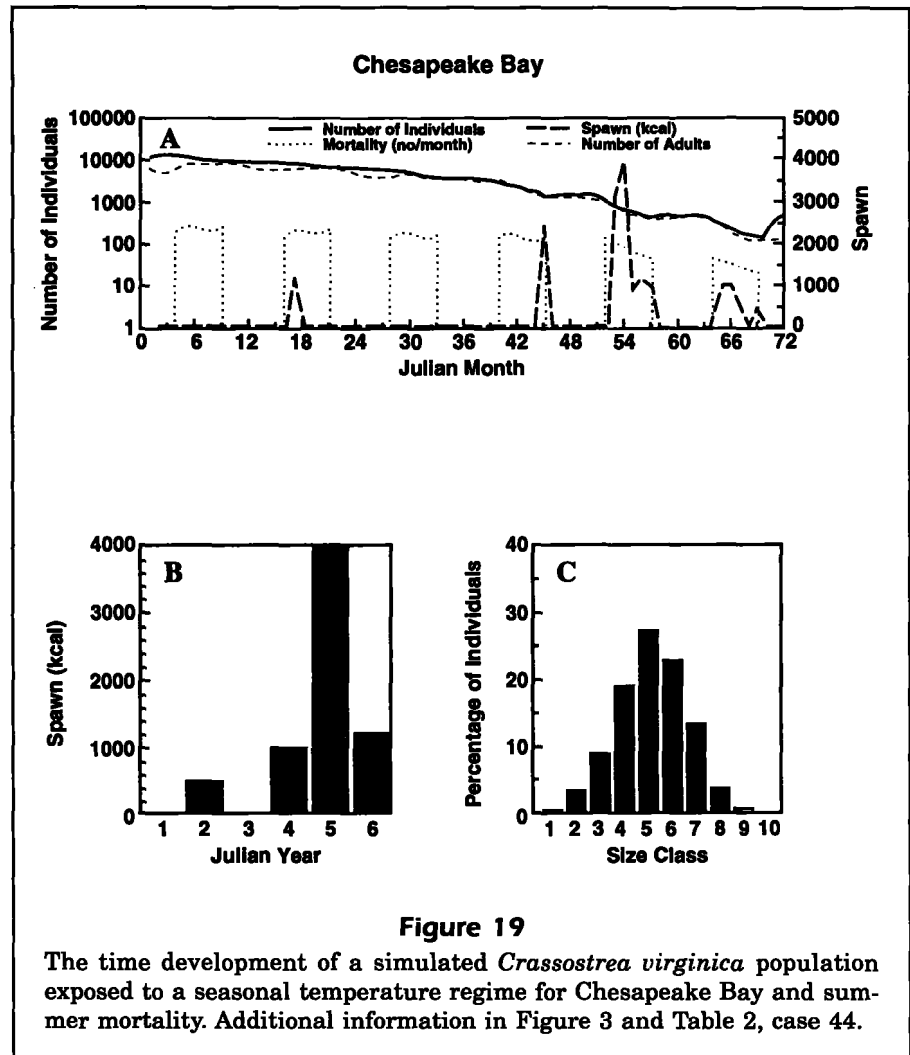 Chesapeake Bay
A
Number of Individuals
Mortality (no/month)
Spawn (kcal)
Number of Adults
Number of Individuals
100000
10000
1000
100
10
1
Spawn
5000
4000
3000
2000
1000
0
0 6 12 18 24 30 36 42 48 54 60 66 72
Julian Month
B
Spawn (kcal)
4000
3000
2000
1000
0
1 2 3 4 5 6
Julian Year
C
Percentage of Individuals
40
30
20
10
0
1 2 3 4 5 6 7 8 9 10
Size Class
Figure 19
The time development of a simulated Crassostrea virginica population
exposed to a seasonal temperature regime for Chesapeake Bay and sum-
mer mortality. Additional information in Figure 3 and Table 2, case 44.